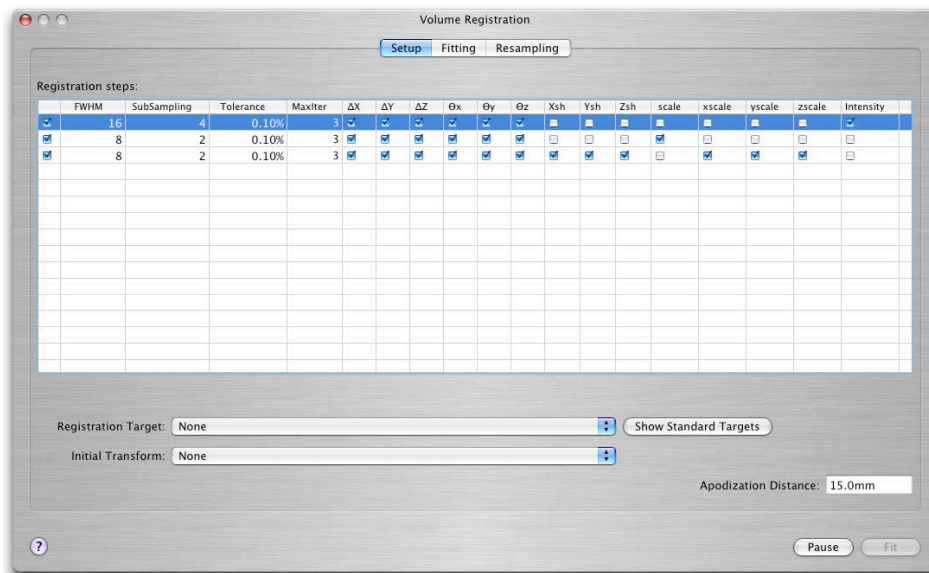 Volume Registration
Setup Fitting Resampling
Registration steps:
FWHM SubSampling Tolerance MaxIter ΔX ΔY ΔZ Θx Θy Θz Xsh Ysh Zsh scale xscale yscale zscale Intensity
16 4 0.10% 3
8 2 0.10% 3
8 2 0.10% 3
Registration Target: None Show Standard Targets
Initial Transform: None
Apodization Distance: 15.0mm
? Pause Fit